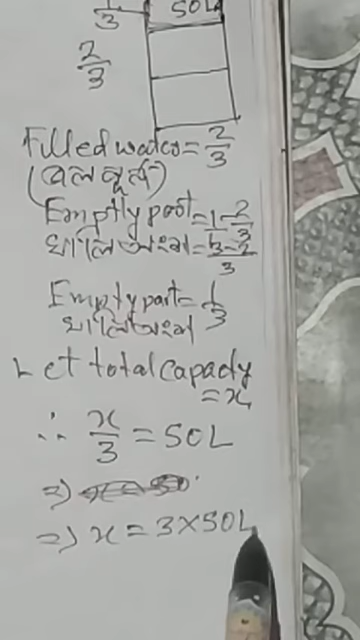 1/3
50L
2/3
Filled water = 2/3
(জল পূর্ণ)
Empty part = 1 - 2/3
খালি অংশ = 3-2/3
Empty part = 1/3
খালি অংশ
Let total capacity
= x
∴ x/3 = 50L
⇒)
⇒) x = 3×50L